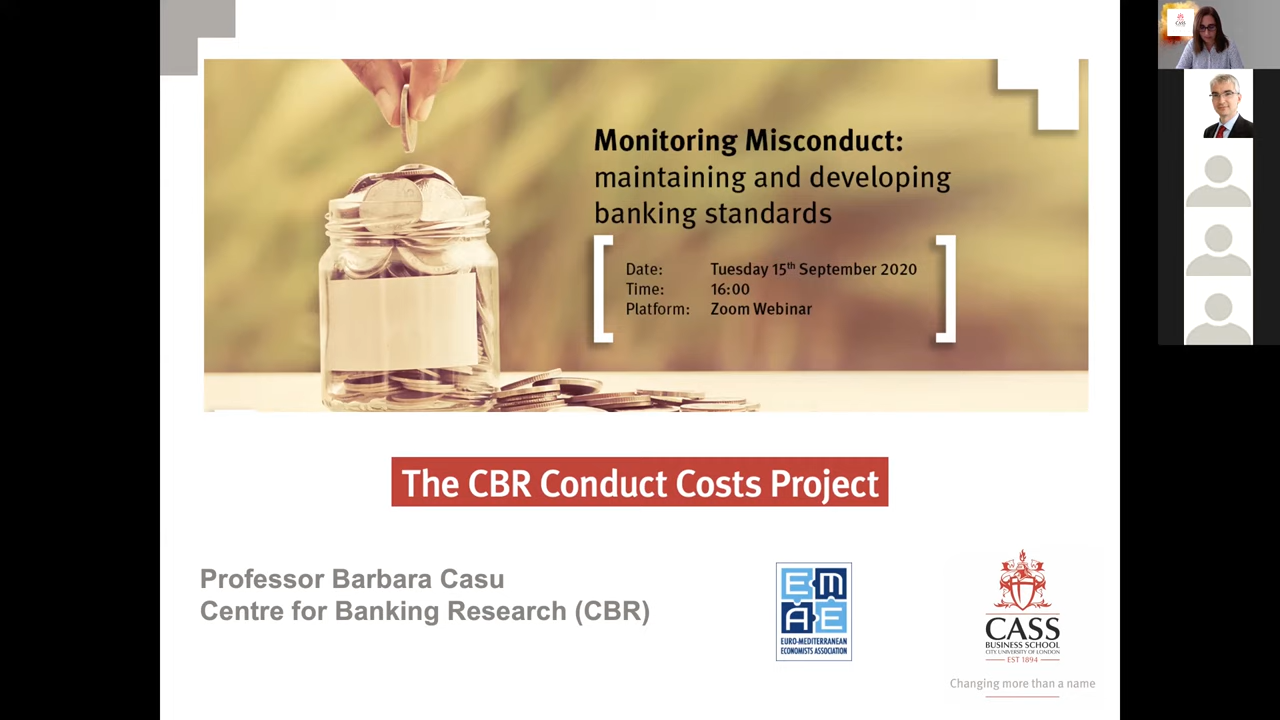 Monitoring Misconduct:
maintaining and developing
banking standards
Date: Tuesday 15th September 2020
Time: 16:00
Platform: Zoom Webinar
The CBR Conduct Costs Project
Professor Barbara Casu
Centre for Banking Research (CBR)
EMAE
EURO-MEDITERRANEAN
ECONOMISTS ASSOCIATION
CASS
BUSINESS SCHOOL
CITY UNIVERSITY OF LONDON
EST 1894
Changing more than a name
CASS